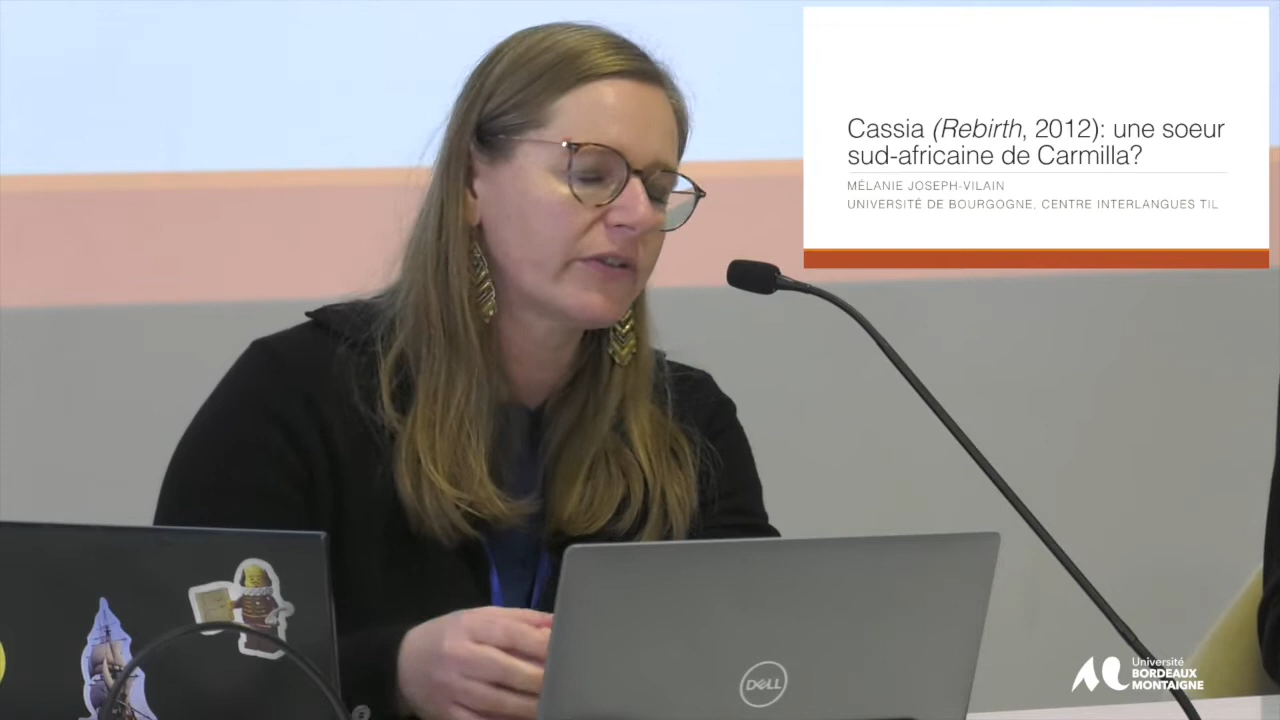 Cassia (Rebirth, 2012): une soeur
sud-africaine de Carmilla?
MÉLANIE JOSEPH-VILAIN
UNIVERSITÉ DE BOURGOGNE, CENTRE INTERLANGUES TIL
DELL
Université
BORDEAUX
MONTAIGNE